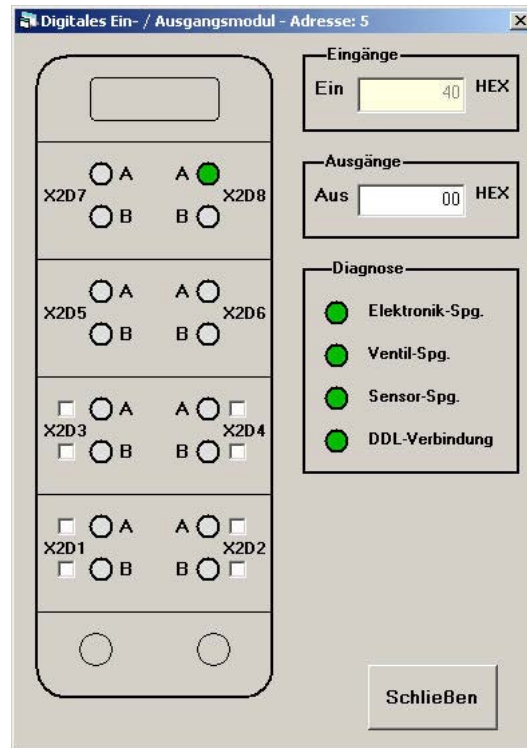 Digitales Ein- / Ausgangsmodul - Adresse: 5
Eingänge
Ein 40 HEX
Ausgänge
Aus 00 HEX
Diagnose
Elektronik-Spg.
Ventil-Spg.
Sensor-Spg.
DDL-Verbindung
A A
X2D7 X2D8
B B
A A
X2D5 X2D6
B B
A A
X2D3 X2D4
B B
A A
X2D1 X2D2
B B
Schließen